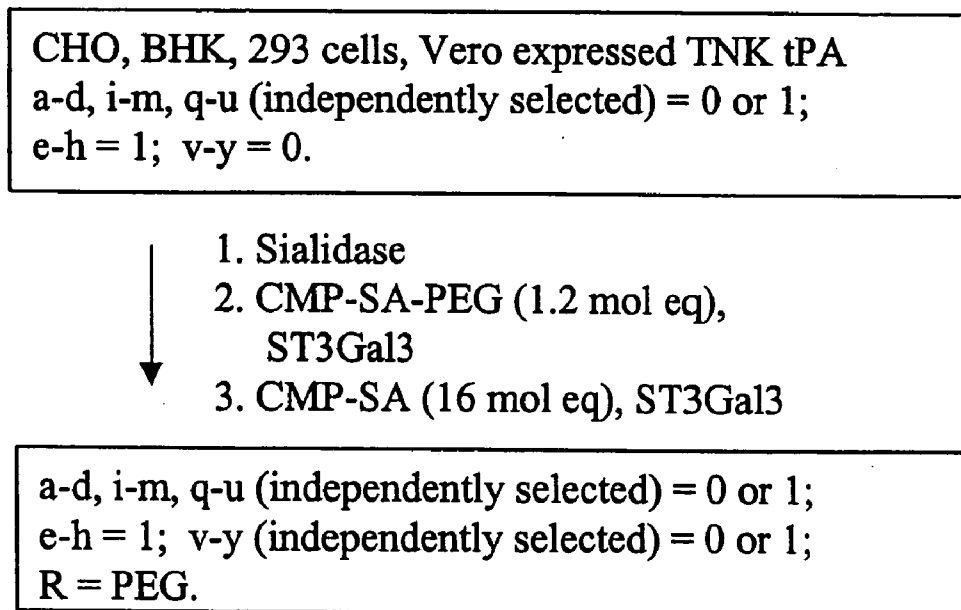 CHO, BHK, 293 cells, Vero expressed TNK tPA
a-d, i-m, q-u (independently selected) = 0 or 1;
e-h = 1; v-y = 0.
1. Sialidase
2. CMP-SA-PEG (1.2 mol eq),
ST3Gal3
3. CMP-SA (16 mol eq), ST3Gal3
a-d, i-m, q-u (independently selected) = 0 or 1;
e-h = 1; v-y (independently selected) = 0 or 1;
R = PEG.